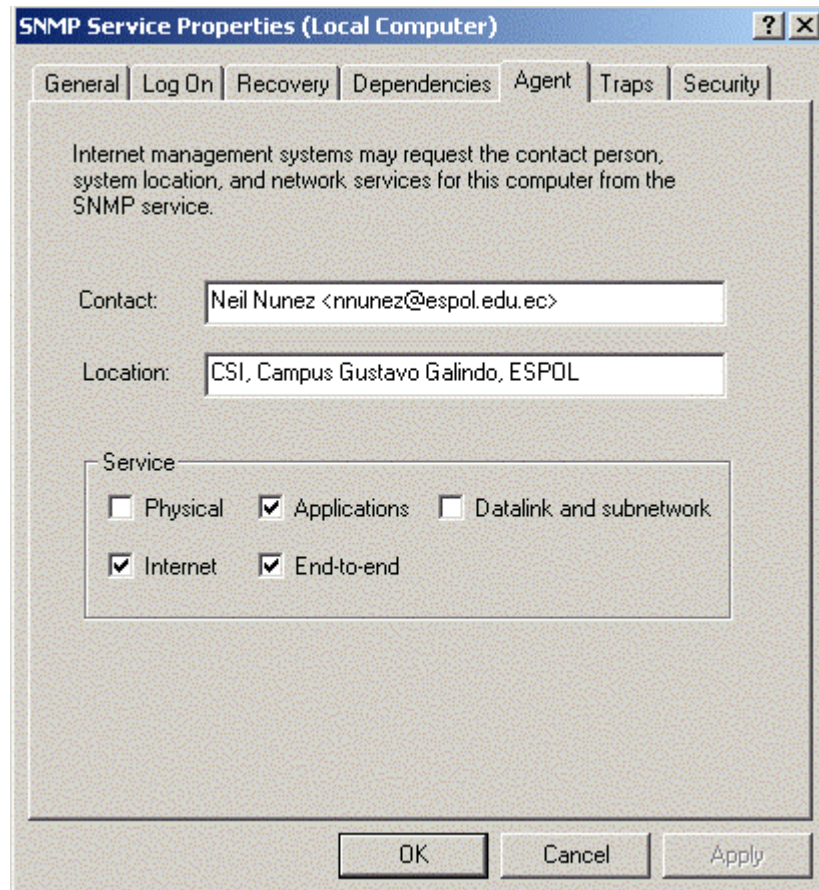 SNMP Service Properties (Local Computer)
General Log On Recovery Dependencies Agent Traps Security
Internet management systems may request the contact person,
system location, and network services for this computer from the
SNMP service.
Contact: Neil Nunez <nnunez@espol.edu.ec>
Location: CSI, Campus Gustavo Galindo, ESPOL
Service
Physical Applications Datalink and subnetwork
Internet End-to-end
OK Cancel Apply